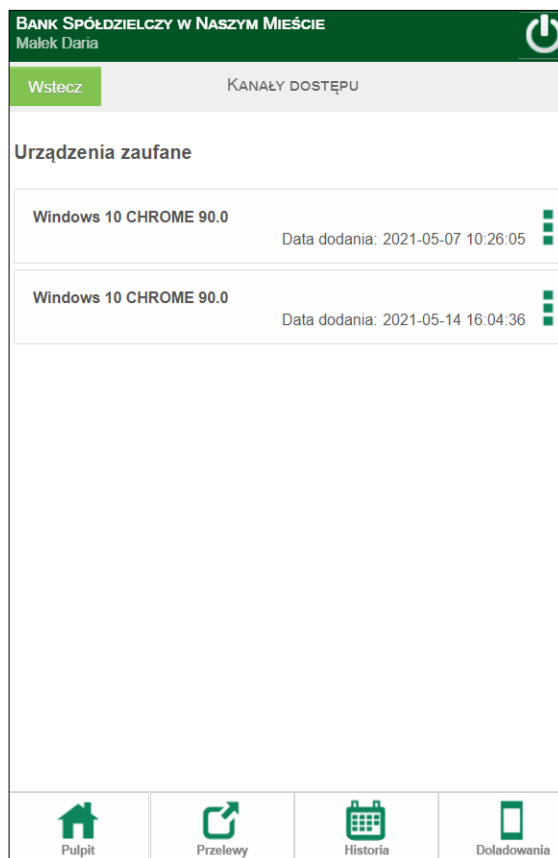 Bank Spółdzielczy w Naszym Mieście
Małek Daria
Wstecz
Kanały dostępu
Urządzenia zaufane
Windows 10 CHROME 90.0
Data dodania: 2021-05-07 10:26:05
Windows 10 CHROME 90.0
Data dodania: 2021-05-14 16:04:36
Pulpit
Przelewy
Historia
Doladowania